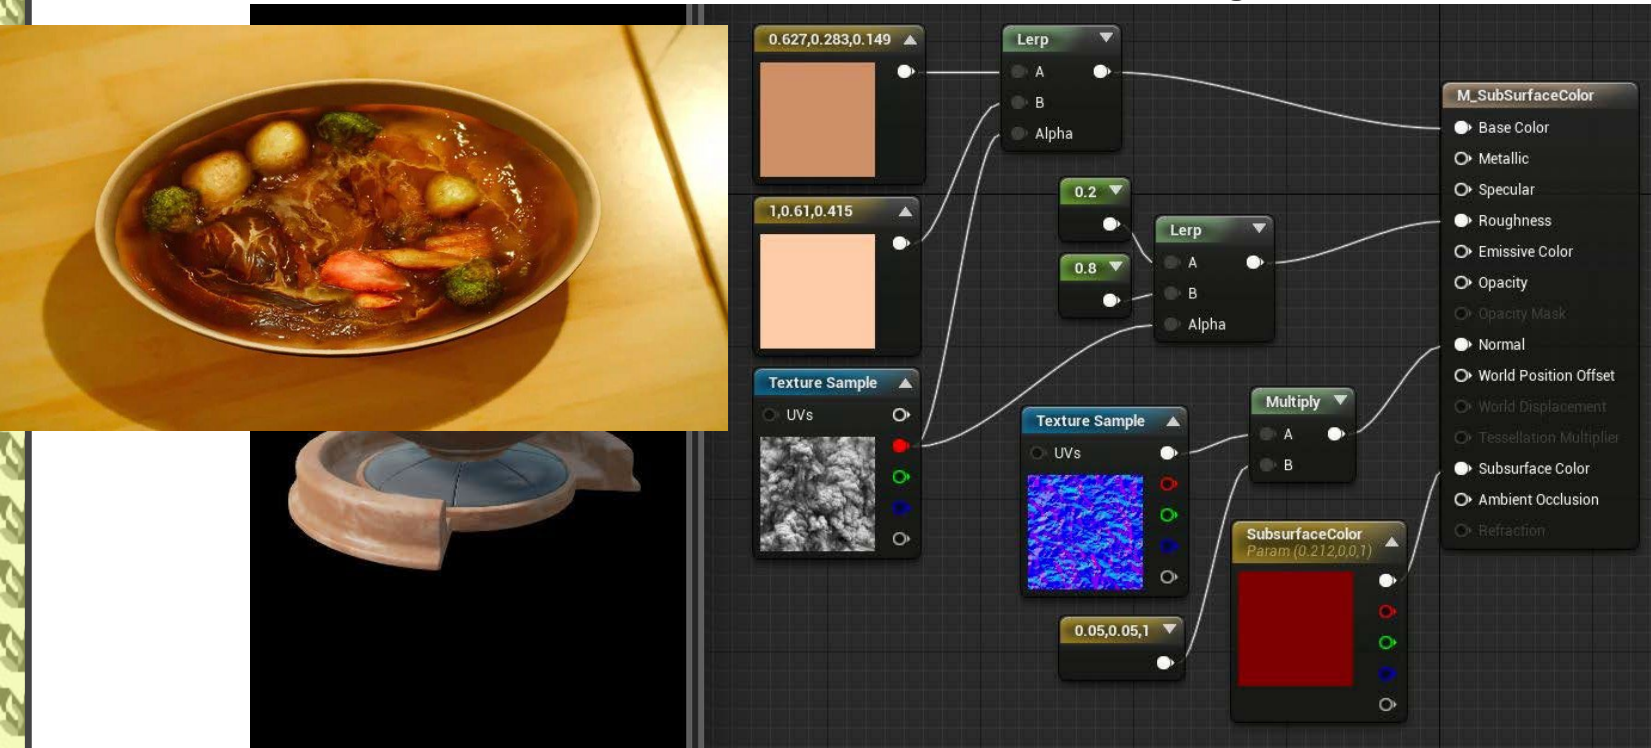 0.627,0.283,0.149
Lerp
A
B
Alpha
1,0.61,0.415
0.2
0.8
Lerp
A
B
Alpha
Texture Sample
UVs
Texture Sample
UVs
Multiply
A
B
0.05,0.05,1
SubsurfaceColor
Param (0.212,0,0,1)
M_SubSurfaceColor
Base Color
Metallic
Specular
Roughness
Emissive Color
Opacity
Opacity Mask
Normal
World Position Offset
World Displacement
Tessellation Multiplier
Subsurface Color
Ambient Occlusion
Refraction